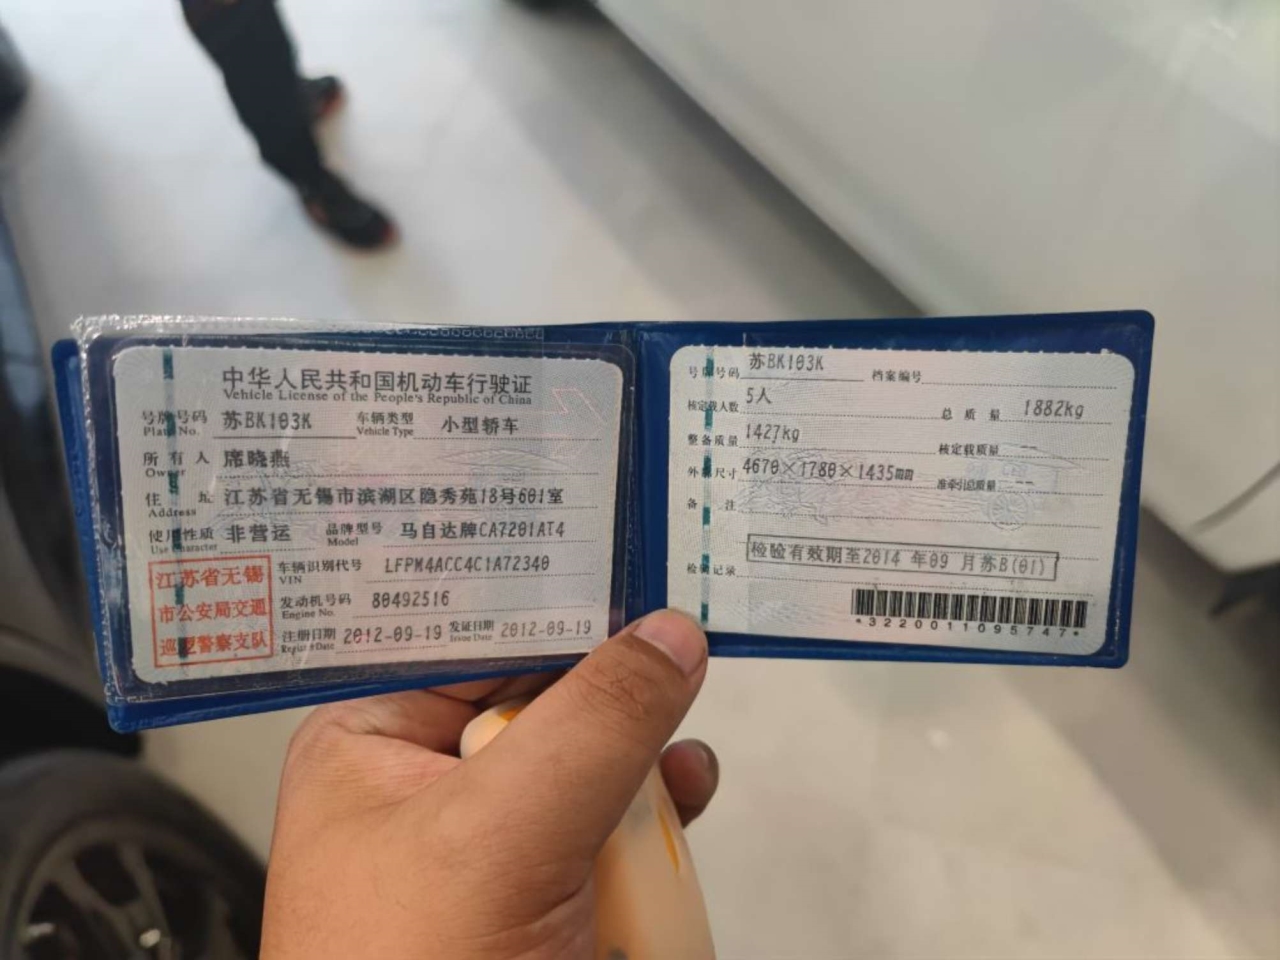 中华人民共和国机动车行驶证
Vehicle License of the People's Republic of China
号牌号码 苏BK103K 车辆类型 小型轿车
Plate No. Vehicle Type
所有人 席晓燕
Owner
住址 江苏省无锡市滨湖区隐秀苑18号601室
Address
使用性质 非营运 品牌型号 马自达牌CA7201AT4
Use Character Model
江苏省无锡
市公安局交通
巡逻警察支队
车辆识别代号 LFPM4ACC4C1A72340
VIN
发动机号码 80492516
Engine No.
注册日期 2012-09-19 发证日期 2012-09-19
Register Date Issue Date
号牌号码 苏BK103K 档案编号
核定载人数 5人 总质量 1882kg
整备质量 1427kg 核定载质量
外廓尺寸 4670×1780×1435mm 准牵引总质量 --
备注
检验有效期至2014年09月苏B(01)
检验记录
*3220011095747*